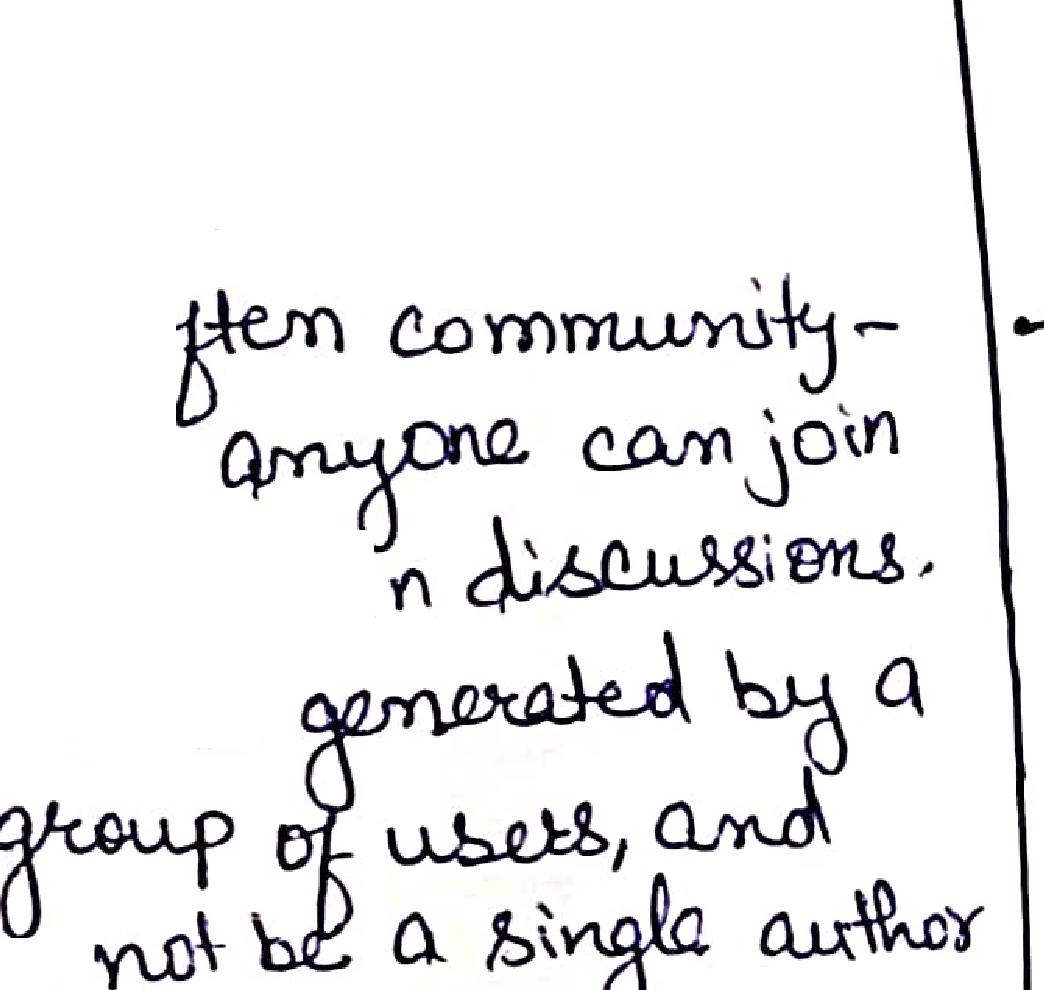 ften community-
anyone can join
n discussions.
generated by a
group of users, and
not be a single author